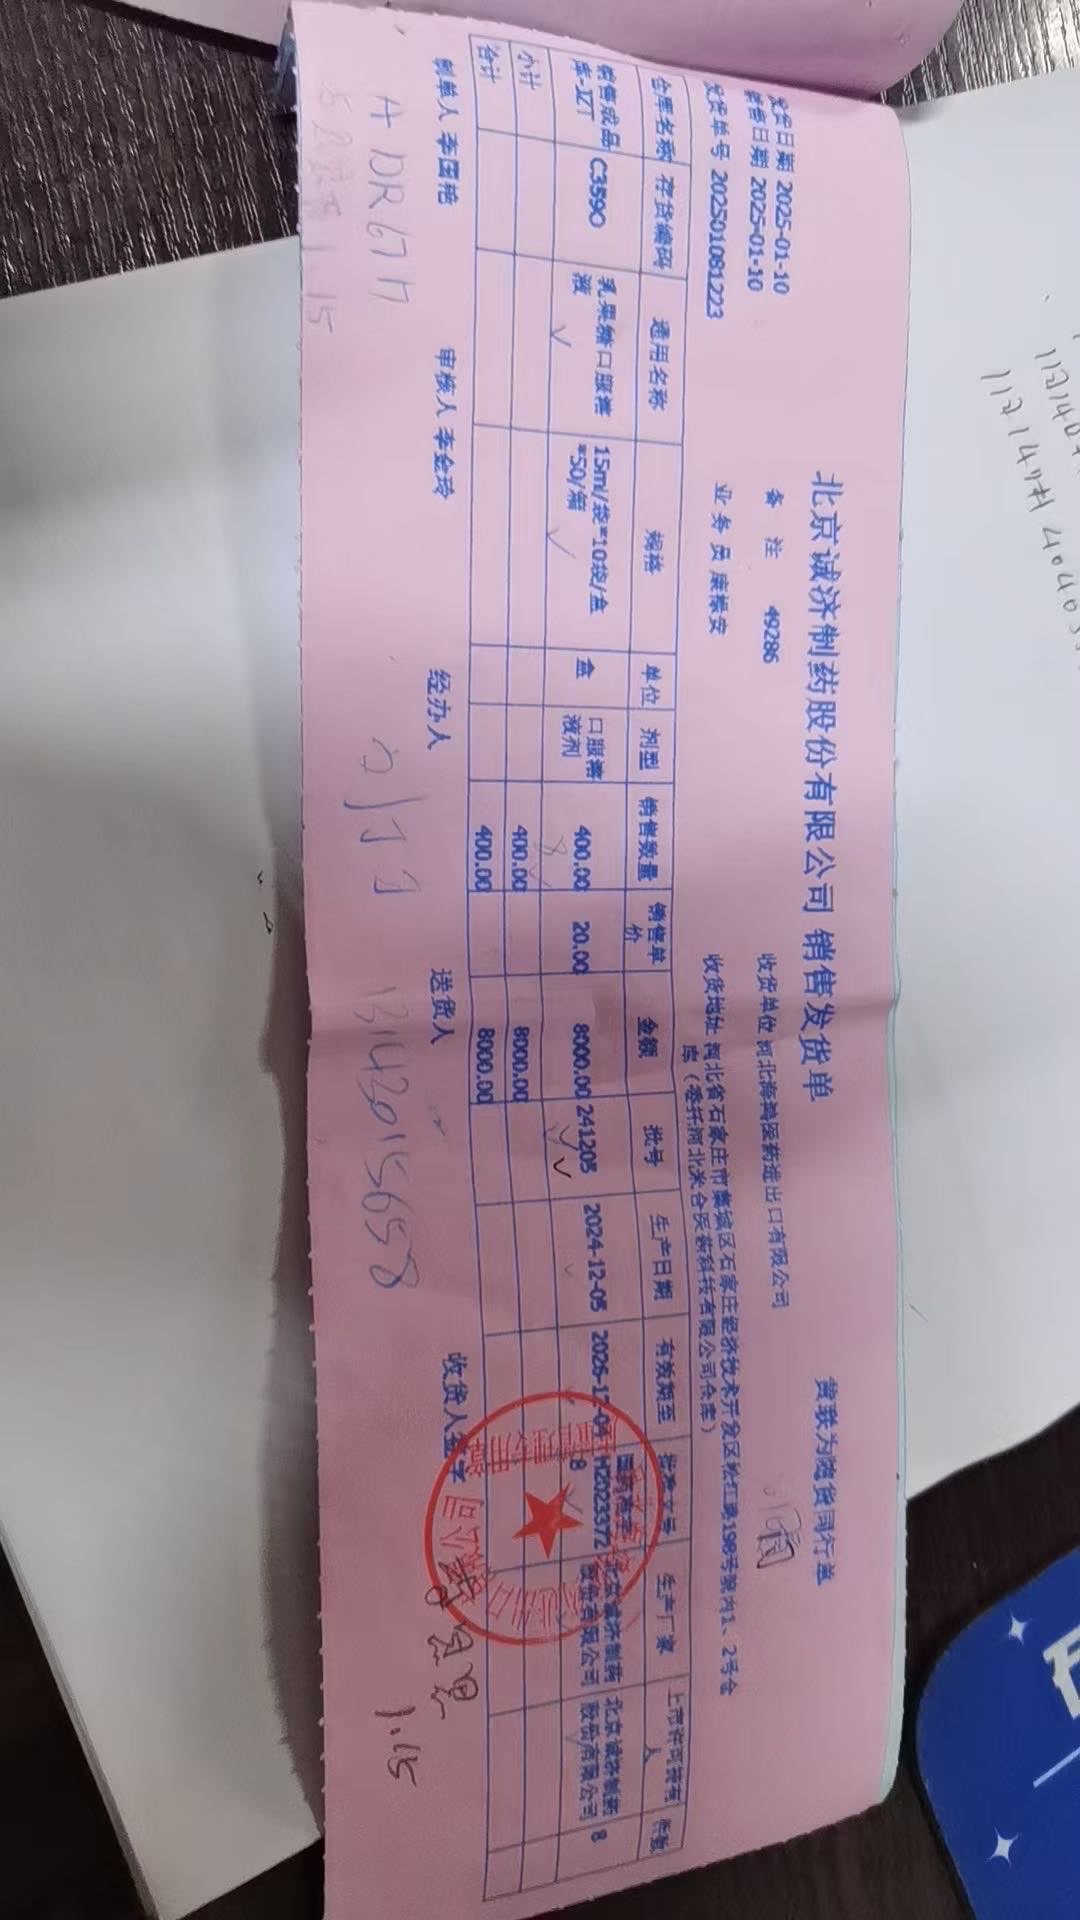 北京诚济制药股份有限公司 销售发货单
黄联为随货同行单
发货日期 2025-01-10
销售日期 2025-01-10
备 注 49286
收货单位 河北海鸿医药进出口有限公司
发货单号 202501081223
业 务 员 康振安
收货地址 河北省石家庄市藁城区石家庄经济技术开发区松江路198号院内1、2号仓
库(委托河北米仓医药科技有限公司仓库)
仓库名称 存货编码 通用名称 规格 单位 剂型 销售数量 销售单价 金额 批号 生产日期 有效期至 批准文号 生产厂家 上市许可持有人 件数
销售成品库-1ZT C3590 乳果糖口服溶液 15ml/袋*10袋/盒*50/箱 盒 口服溶液剂 400.00 20.00 8000.00 241205 2024-12-05 2026-12-04 国药准字H20233728 北京诚济制药股份有限公司 北京诚济制药股份有限公司 8
8
小计 400.00 8000.00
合计 400.00 8000.00
制单人 李国艳 审核人 李金玲 经办人 送货人 收货人签字
ADR67
13143015658
1.15
1.15